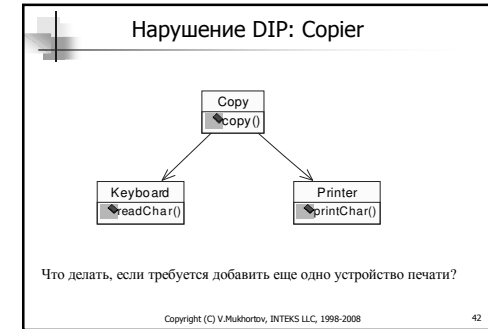 Нарушение DIP: Copier
Copy
copy()
Keyboard
readChar()
Printer
printChar()
Что делать, если требуется добавить еще одно устройство печати?
Copyright (C) V.Mukhortov, INTEKS LLC, 1998-2008
42